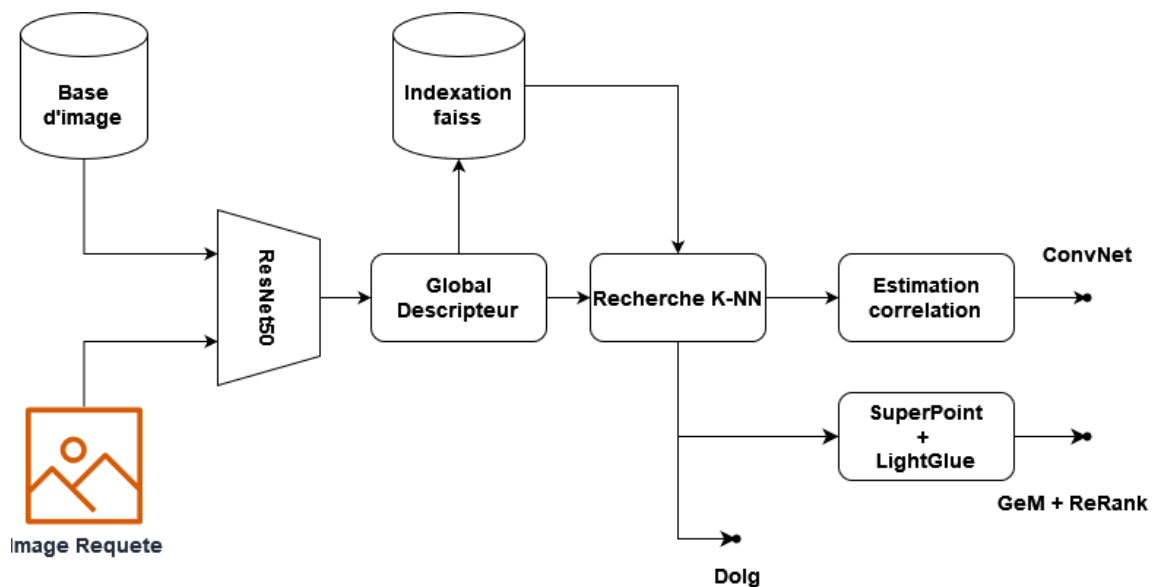 Base
d'image
Indexation
faiss
ResNet50
Global
Descripteur
Recherche K-NN
Estimation
correlation
ConvNet
SuperPoint
+
LightGlue
GeM + ReRank
Image Requete
Dolg